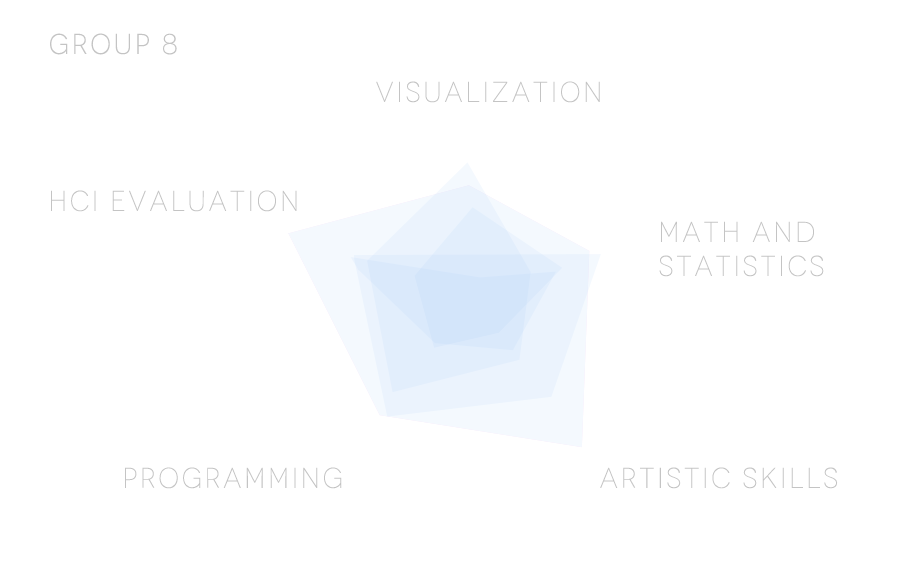 GROUP 8
VISUALIZATION
HCI EVALUATION
MATH AND
STATISTICS
PROGRAMMING
ARTISTIC SKILLS